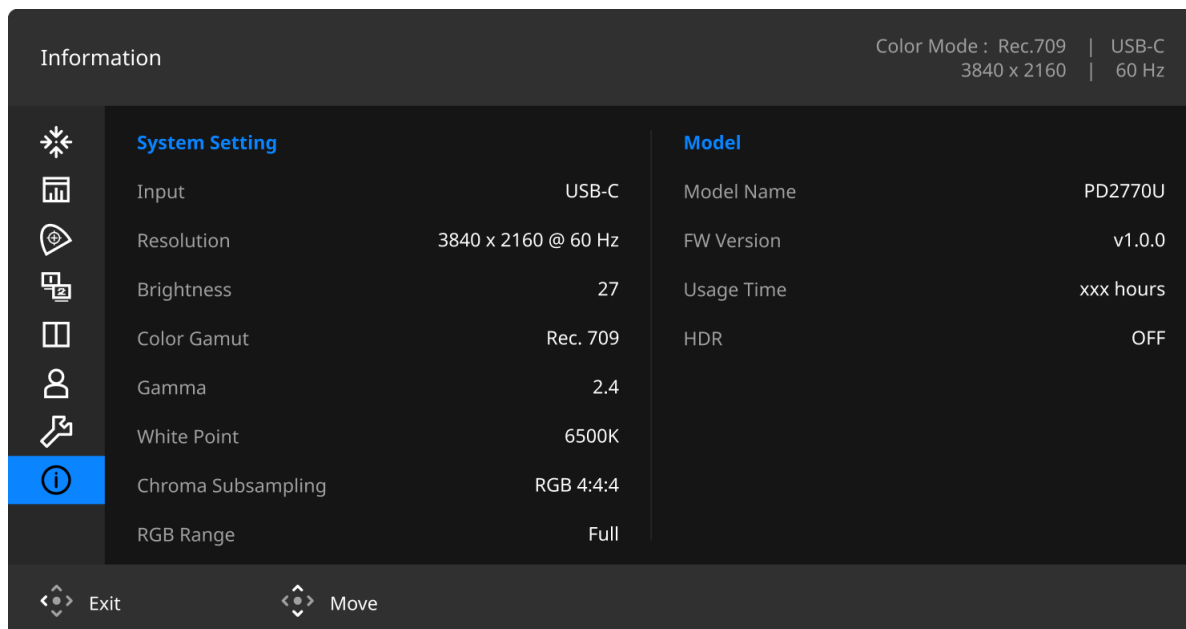 Information
Color Mode : Rec.709 | USB-C
3840 x 2160 | 60 Hz
System Setting
Input USB-C
Resolution 3840 x 2160 @ 60 Hz
Brightness 27
Color Gamut Rec. 709
Gamma 2.4
White Point 6500K
Chroma Subsampling RGB 4:4:4
RGB Range Full
Model
Model Name PD2770U
FW Version v1.0.0
Usage Time xxx hours
HDR OFF
Exit Move